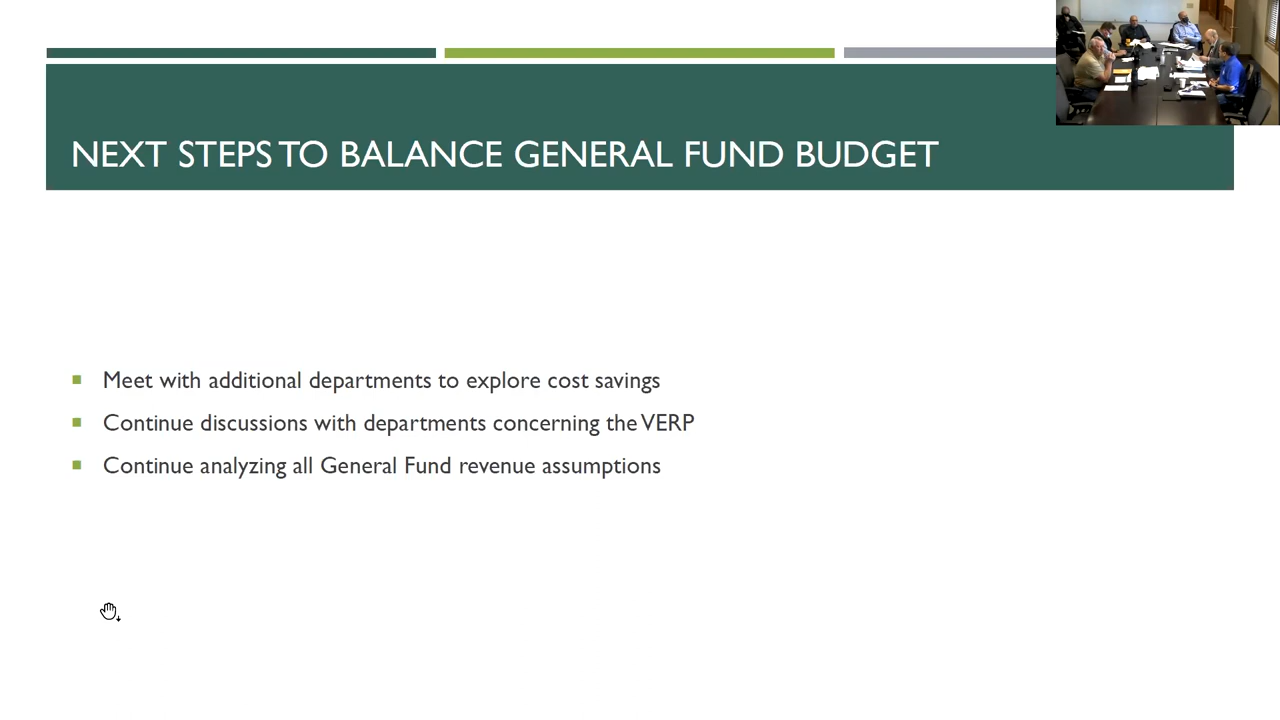 NEXT STEPS TO BALANCE GENERAL FUND BUDGET
Meet with additional departments to explore cost savings
Continue discussions with departments concerning the VERP
Continue analyzing all General Fund revenue assumptions